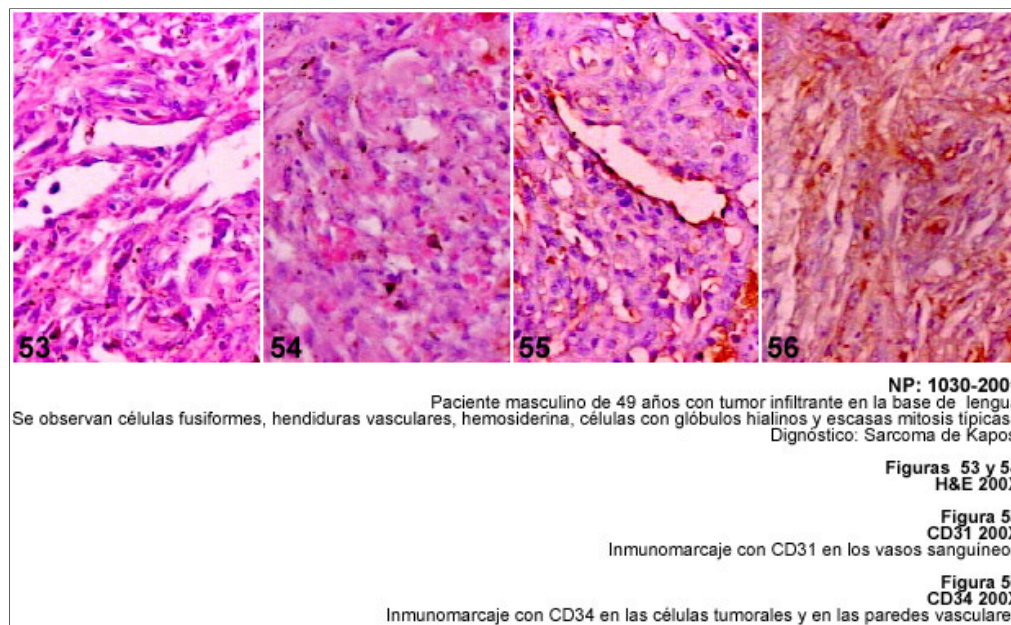 53
54
55
56
NP: 1030-200
Paciente masculino de 49 años con tumor infiltrante en la base de lengu
Se observan células fusiformes, hendiduras vasculares, hemosiderina, células con glóbulos hialinos y escasas mitosis típicas
Dignóstico: Sarcoma de Kapos
Figuras 53 y 5
H&E 200X
Figura 5
CD31 200X
Inmunomarcaje con CD31 en los vasos sanguíneo
Figura 5
CD34 200X
Inmunomarcaje con CD34 en las células tumorales y en las paredes vasculare